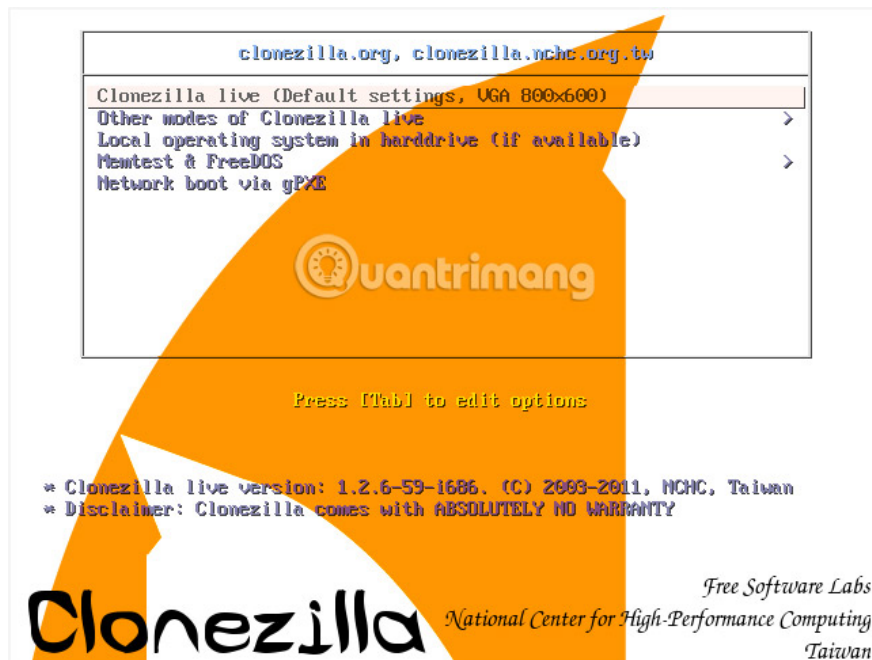 clonezilla.org, clonezilla.nchc.org.tw
Clonezilla live (Default settings, VGA 800x600)
Other modes of Clonezilla live >
Local operating system in harddrive (if available)
Memtest & FreeDOS >
Network boot via gPXE
Quantrimang
Press [Tab] to edit options
* Clonezilla live version: 1.2.6-59-i686. (C) 2003-2011, NCHC, Taiwan
* Disclaimer: Clonezilla comes with ABSOLUTELY NO WARRANTY
Clonezilla
Free Software Labs
National Center for High-Performance Computing
Taiwan